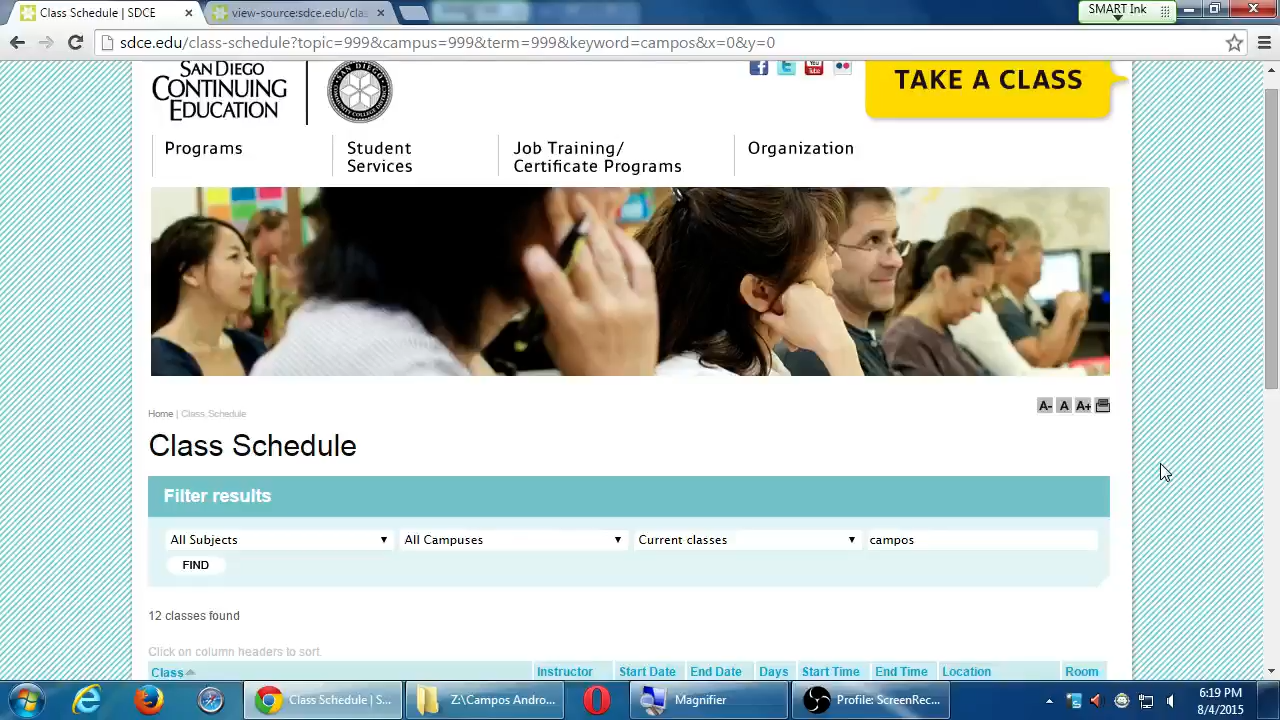 Class Schedule | SDCE
view-source:sdce.edu/clas
SMART Ink
sdce.edu/class-schedule?topic=999&campus=999&term=999&keyword=campos&x=0&y=0
SAN DIEGO
CONTINUING
EDUCATION
TAKE A CLASS
Programs
Student
Services
Job Training/
Certificate Programs
Organization
Home | Class Schedule
A- A A+
Class Schedule
Filter results
All Subjects
All Campuses
Current classes
campos
FIND
12 classes found
Click on column headers to sort.
Class Instructor Start Date End Date Days Start Time End Time Location Room
Class Schedule | S...
Z:\Campos Andro...
Magnifier
Profile: ScreenRec...
6:19 PM
8/4/2015